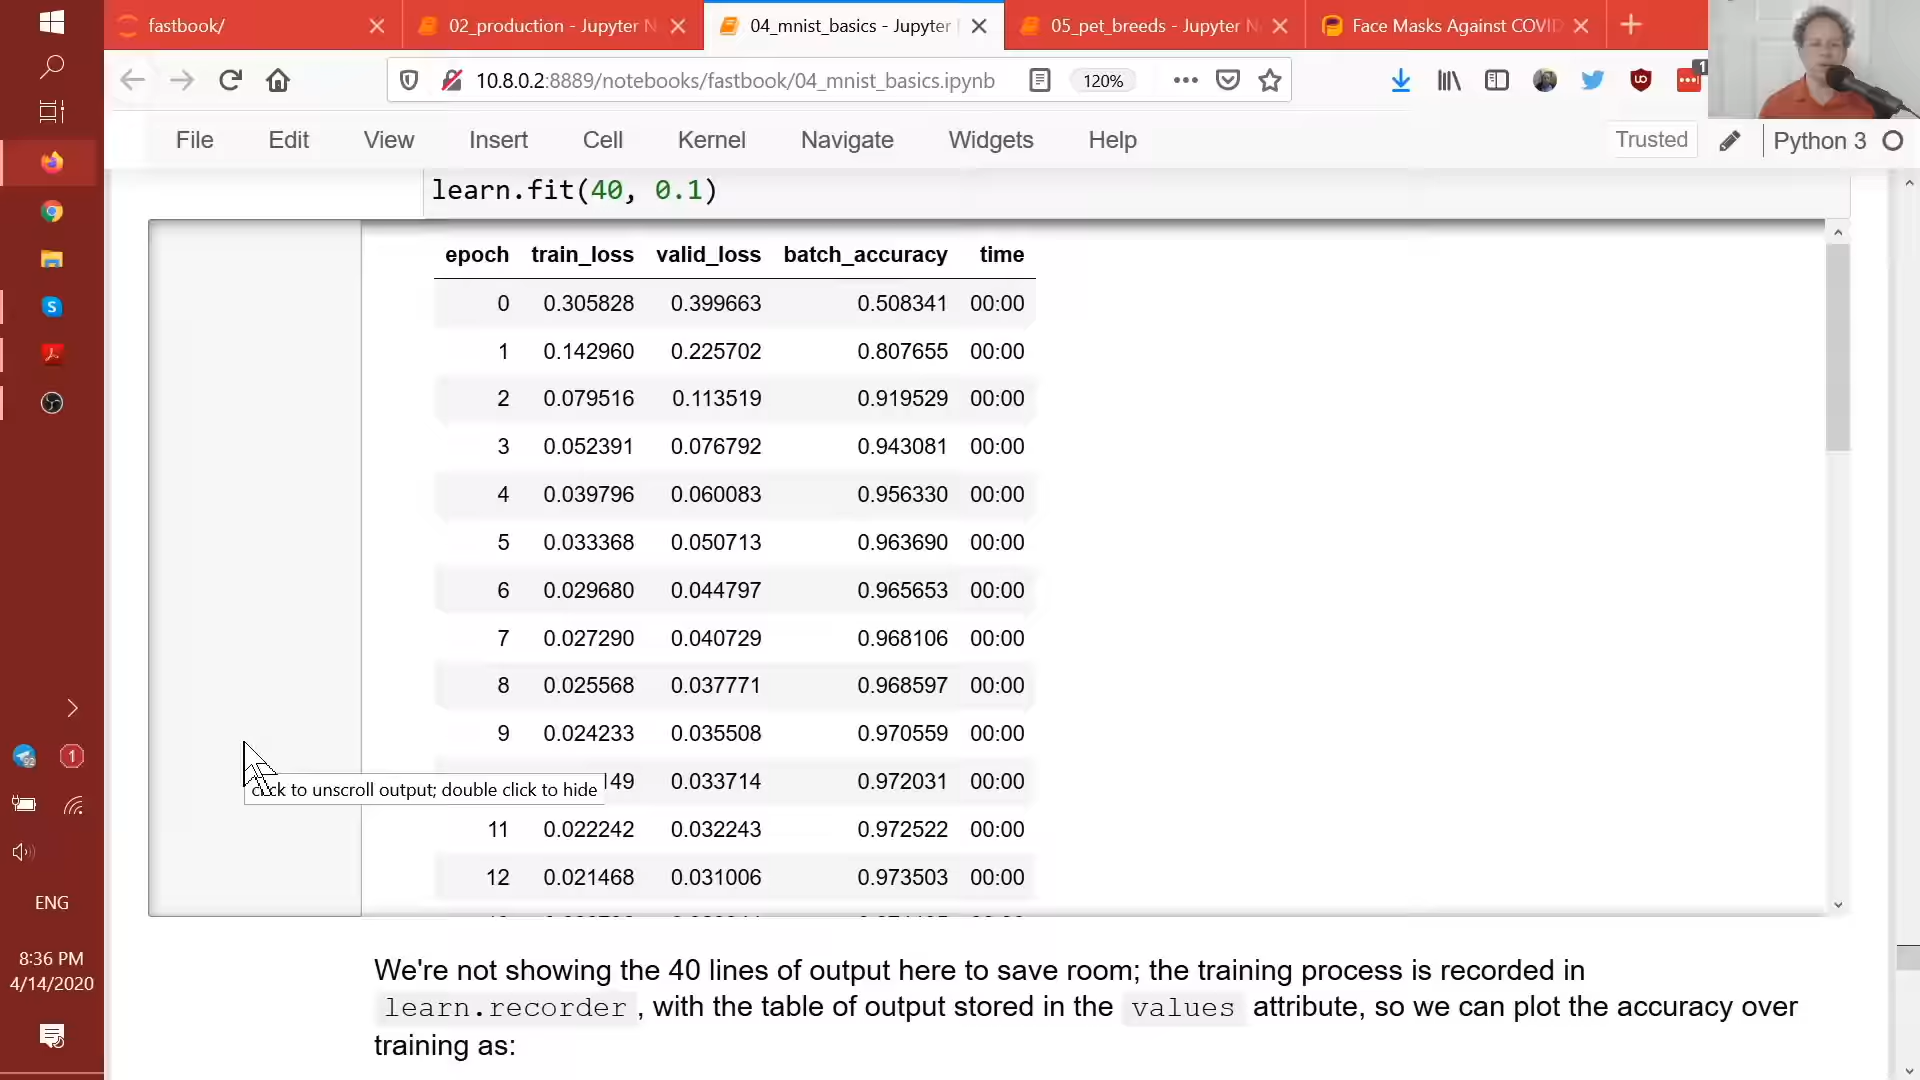 fastbook/
02_production - Jupyter N
04_mnist_basics - Jupyter
05_pet_breeds - Jupyter N
Face Masks Against COVID
10.8.0.2:8889/notebooks/fastbook/04_mnist_basics.ipynb
120%
1
File Edit View Insert Cell Kernel Navigate Widgets Help
Trusted
Python 3
learn.fit(40, 0.1)
epoch train_loss valid_loss batch_accuracy time
0 0.305828 0.399663 0.508341 00:00
1 0.142960 0.225702 0.807655 00:00
2 0.079516 0.113519 0.919529 00:00
3 0.052391 0.076792 0.943081 00:00
4 0.039796 0.060083 0.956330 00:00
5 0.033368 0.050713 0.963690 00:00
6 0.029680 0.044797 0.965653 00:00
7 0.027290 0.040729 0.968106 00:00
8 0.025568 0.037771 0.968597 00:00
9 0.024233 0.035508 0.970559 00:00
149 0.033714 0.972031 00:00
click to unscroll output; double click to hide
11 0.022242 0.032243 0.972522 00:00
12 0.021468 0.031006 0.973503 00:00
We're not showing the 40 lines of output here to save room; the training process is recorded in
learn.recorder, with the table of output stored in the values attribute, so we can plot the accuracy over
training as:
92
1
ENG
8:36 PM
4/14/2020